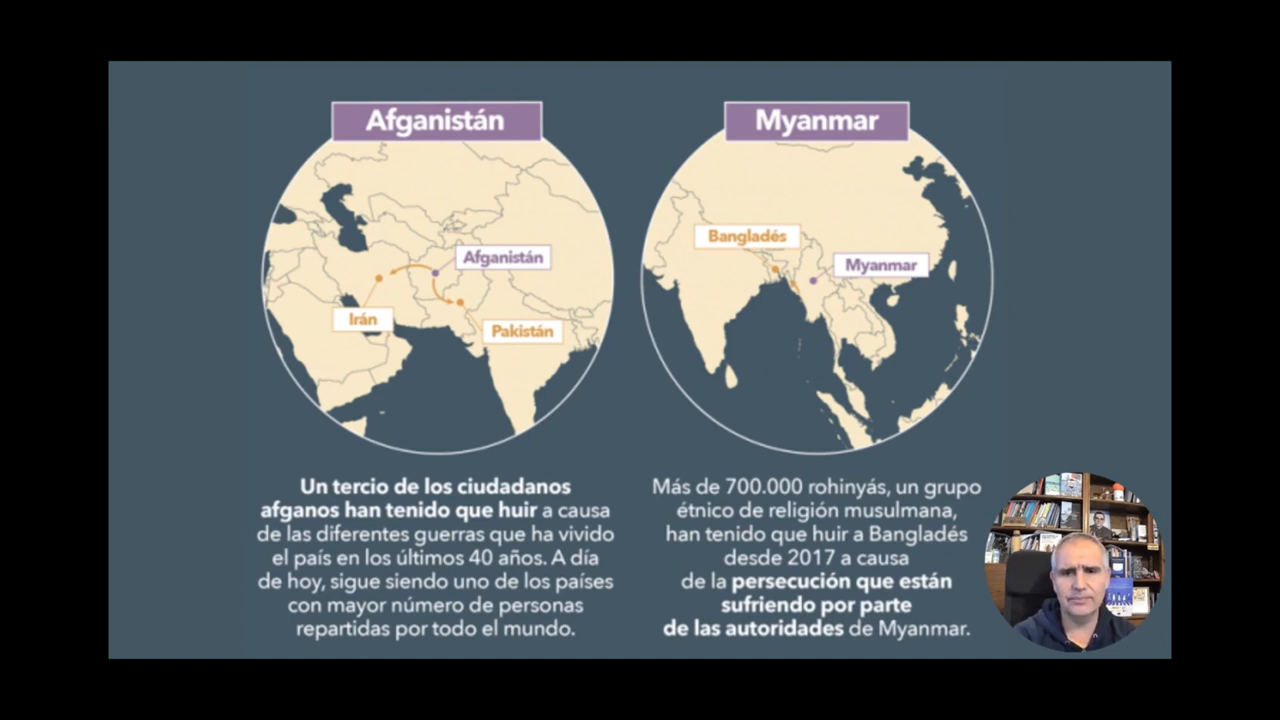 Afganistán
Afganistán
Irán
Pakistán
Un tercio de los ciudadanos
afganos han tenido que huir a causa
de las diferentes guerras que ha vivido
el país en los últimos 40 años. A día
de hoy, sigue siendo uno de los países
con mayor número de personas
repartidas por todo el mundo.
Myanmar
Bangladés
Myanmar
Más de 700.000 rohinyás, un grupo
étnico de religión musulmana,
han tenido que huir a Bangladés
desde 2017 a causa
de la persecución que están
sufriendo por parte
de las autoridades de Myanmar.